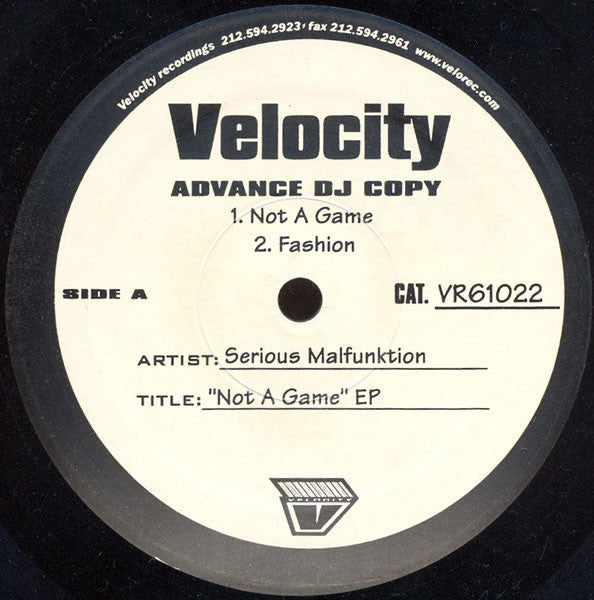 Velocity recordings 212.594.2923 / fax 212.594.2961 www.velorec.com
Velocity
ADVANCE DJ COPY
1. Not A Game
2. Fashion
SIDE A
CAT. VR61022
ARTIST: Serious Malfunktion
TITLE: "Not A Game" EP
VELOCITY
V